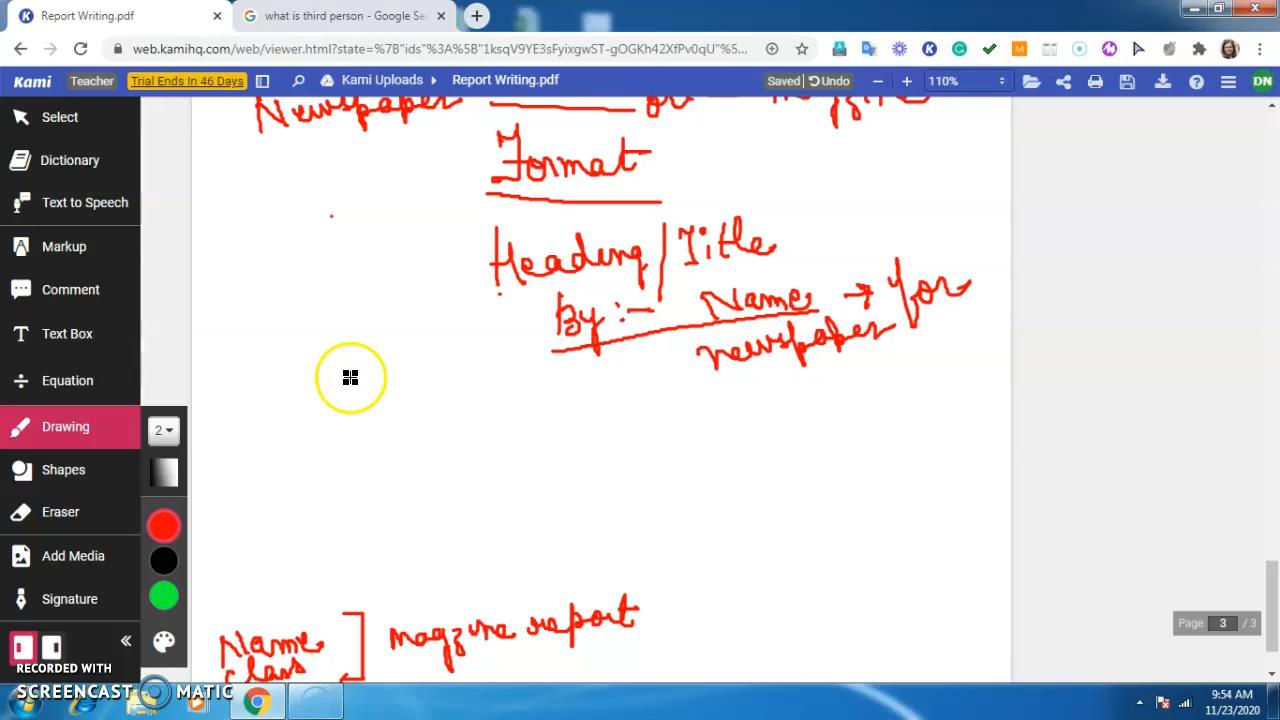 Report Writing.pdf
what is third person - Google Se
web.kamihq.com/web/viewer.html?state=%7B"ids"%3A%5B"1ksqV9YE3sFyixgwST-gOGKh42XfPv0qU"%...
Kami Teacher Trial Ends In 46 Days Kami Uploads Report Writing.pdf Saved Undo 110% DN
Select
Dictionary
Text to Speech
Markup
Comment
Text Box
Equation
Drawing
2
Shapes
Eraser
Add Media
Signature
Newspaper or
Format
Heading/Title
By :- Name → for
newspaper
Name ] magzine report
Class
Page 3 / 3
RECORDED WITH
SCREENCAST MATIC
9:54 AM
11/23/2020